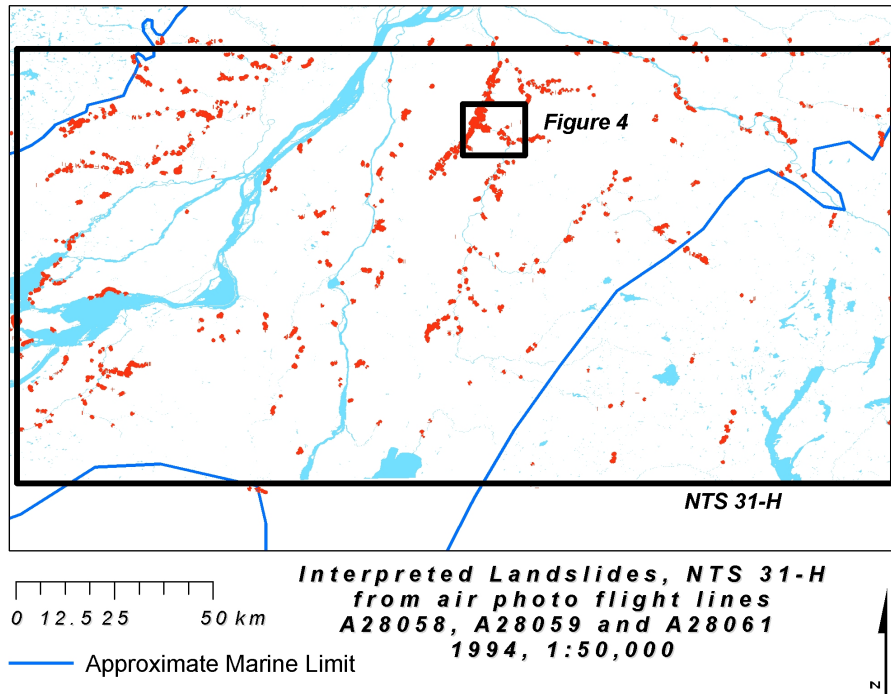 Figure 4
NTS 31-H
Interpreted Landslides, NTS 31-H
from air photo flight lines
A28058, A28059 and A28061
1994, 1:50,000
0 12.5 25 50 km
Approximate Marine Limit
N